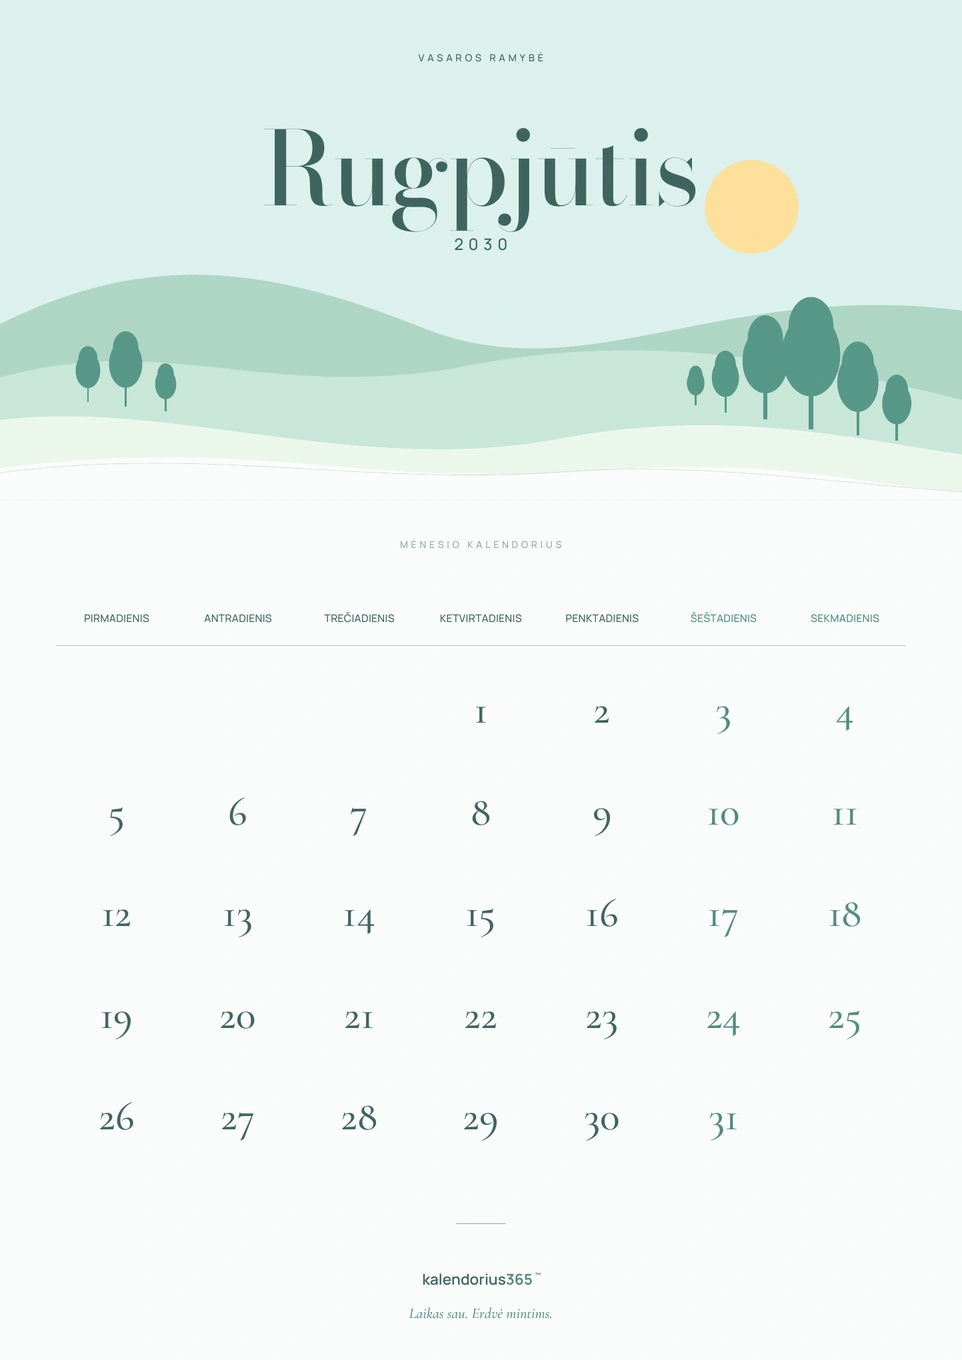 VASAROS RAMYBĖ
Rugpjūtis
2030
MĖNESIO KALENDORIUS
PIRMADIENIS ANTRADIENIS TREČIADIENIS KETVIRTADIENIS PENKTADIENIS ŠEŠTADIENIS SEKMADIENIS
1 2 3 4
5 6 7 8 9 10 11
12 13 14 15 16 17 18
19 20 21 22 23 24 25
26 27 28 29 30 31
kalendorius365™
Laikas sau. Erdvė mintims.